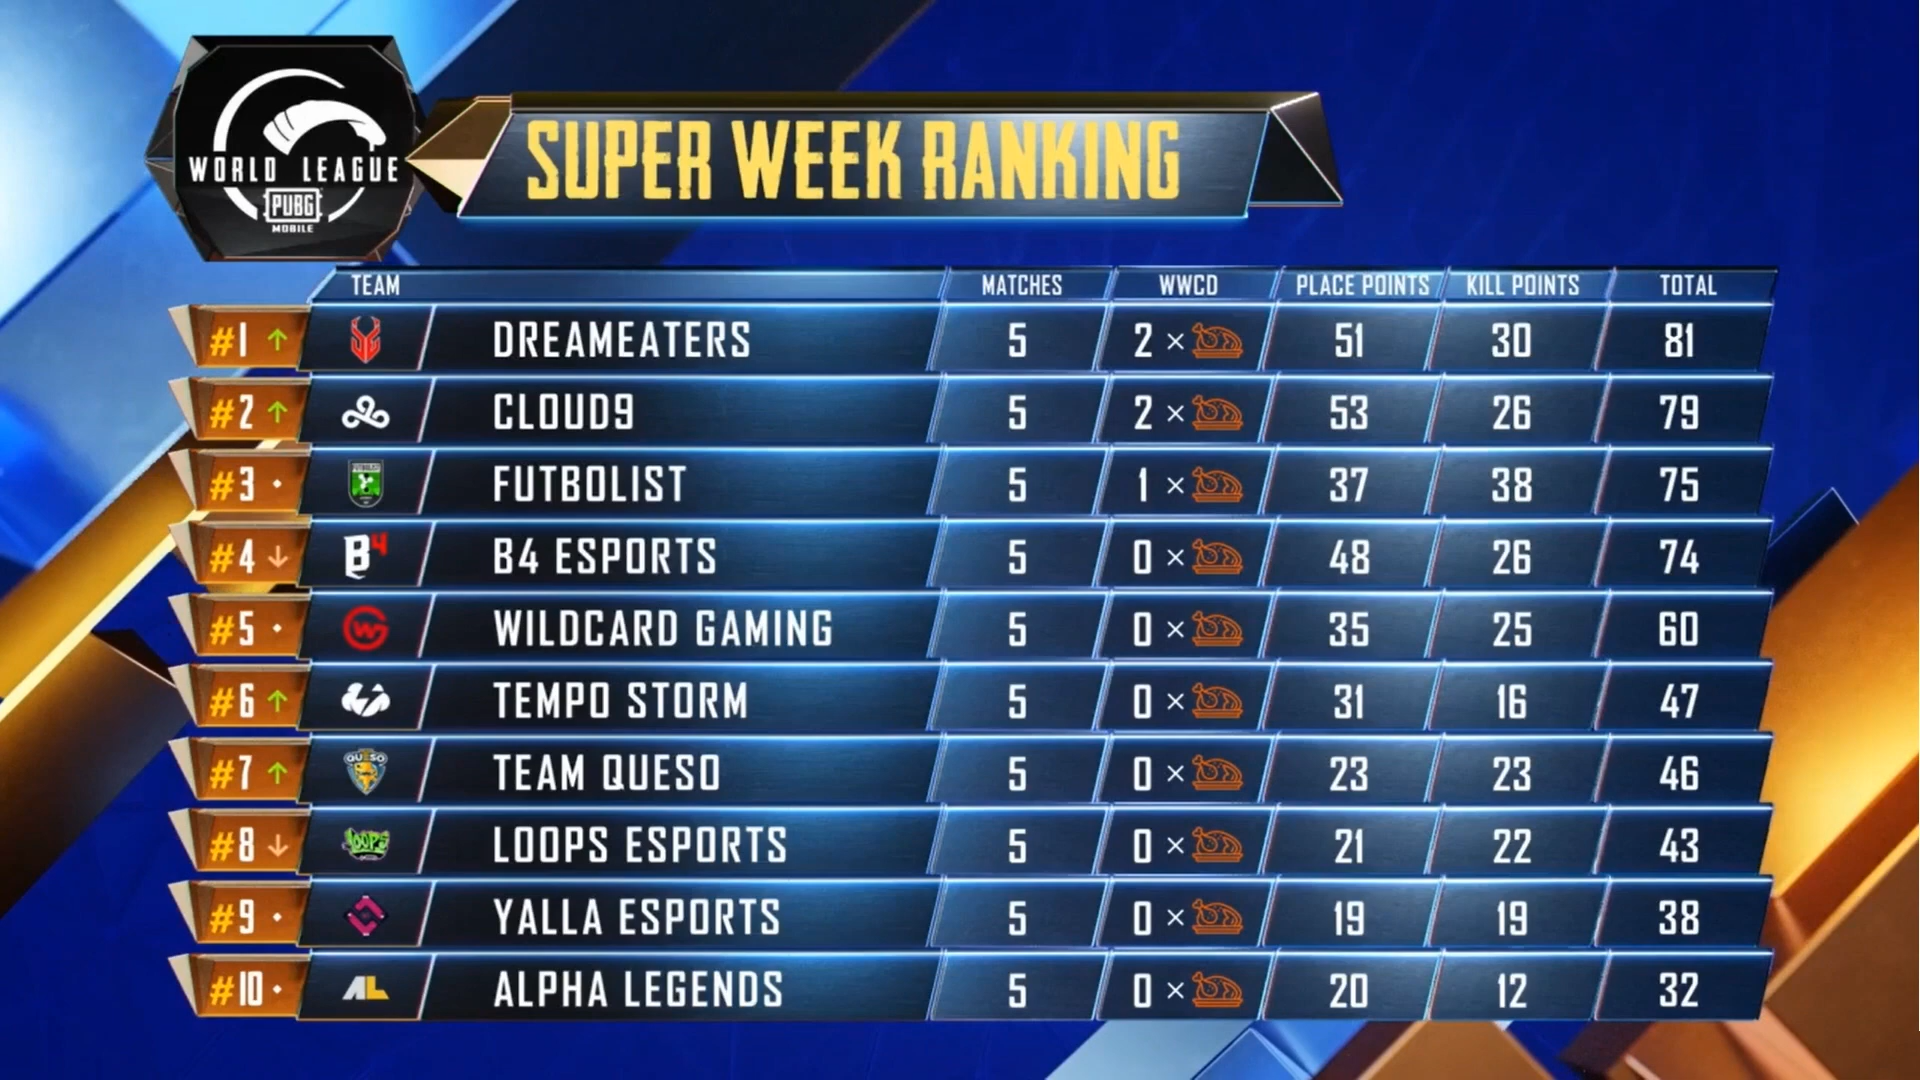 WORLD LEAGUE
PUBG
MOBILE
SUPER WEEK RANKING
TEAM MATCHES WWCD PLACE POINTS KILL POINTS TOTAL
#1 DREAMEATERS 5 2 × 51 30 81
#2 CLOUD9 5 2 × 53 26 79
#3 FUTBOLIST 5 1 × 37 38 75
#4 B4 B4 ESPORTS 5 0 × 48 26 74
#5 WILDCARD GAMING 5 0 × 35 25 60
#6 TEMPO STORM 5 0 × 31 16 47
#7 QUESO TEAM QUESO 5 0 × 23 23 46
#8 LOOPS LOOPS ESPORTS 5 0 × 21 22 43
#9 YALLA ESPORTS 5 0 × 19 19 38
#10 AL ALPHA LEGENDS 5 0 × 20 12 32